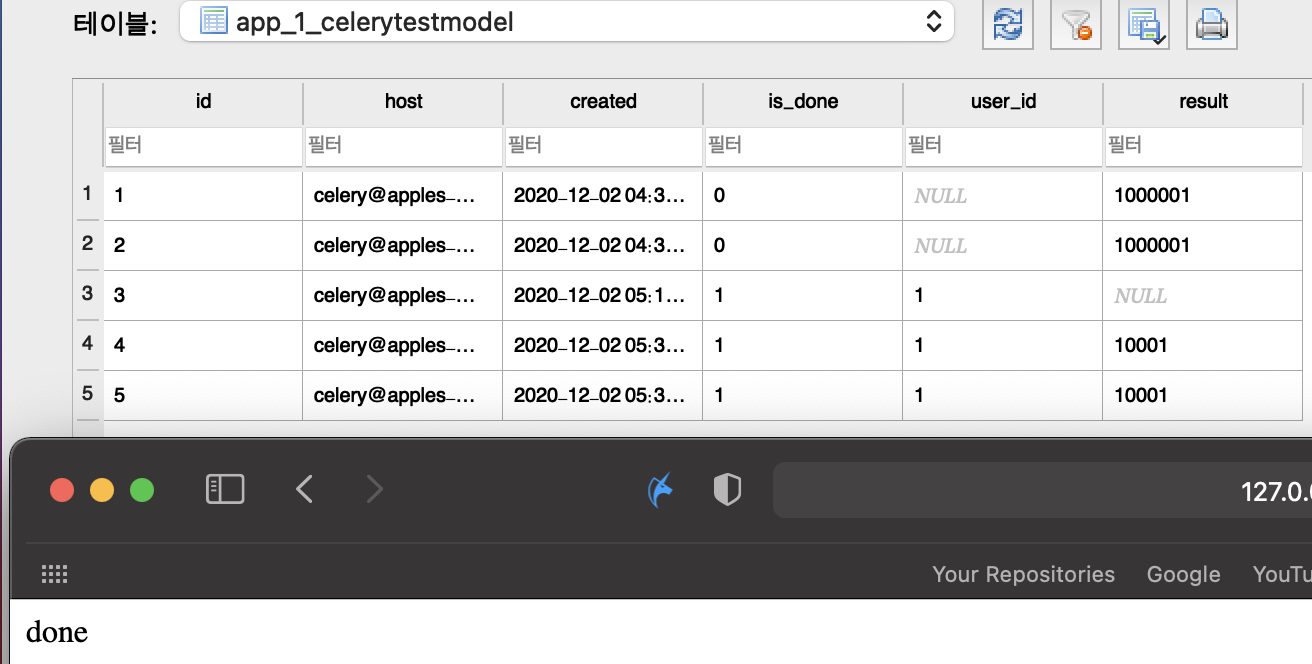 테이블: app_1_celerytestmodel
id host created is_done user_id result
필터 필터 필터 필터 필터 필터
1 1 celery@apples-... 2020-12-02 04:3... 0 NULL 1000001
2 2 celery@apples-... 2020-12-02 04:3... 0 NULL 1000001
3 3 celery@apples-... 2020-12-02 05:1... 1 1 NULL
4 4 celery@apples-... 2020-12-02 05:3... 1 1 10001
5 5 celery@apples-... 2020-12-02 05:3... 1 1 10001
127.0.
Your Repositories Google YouTu
done